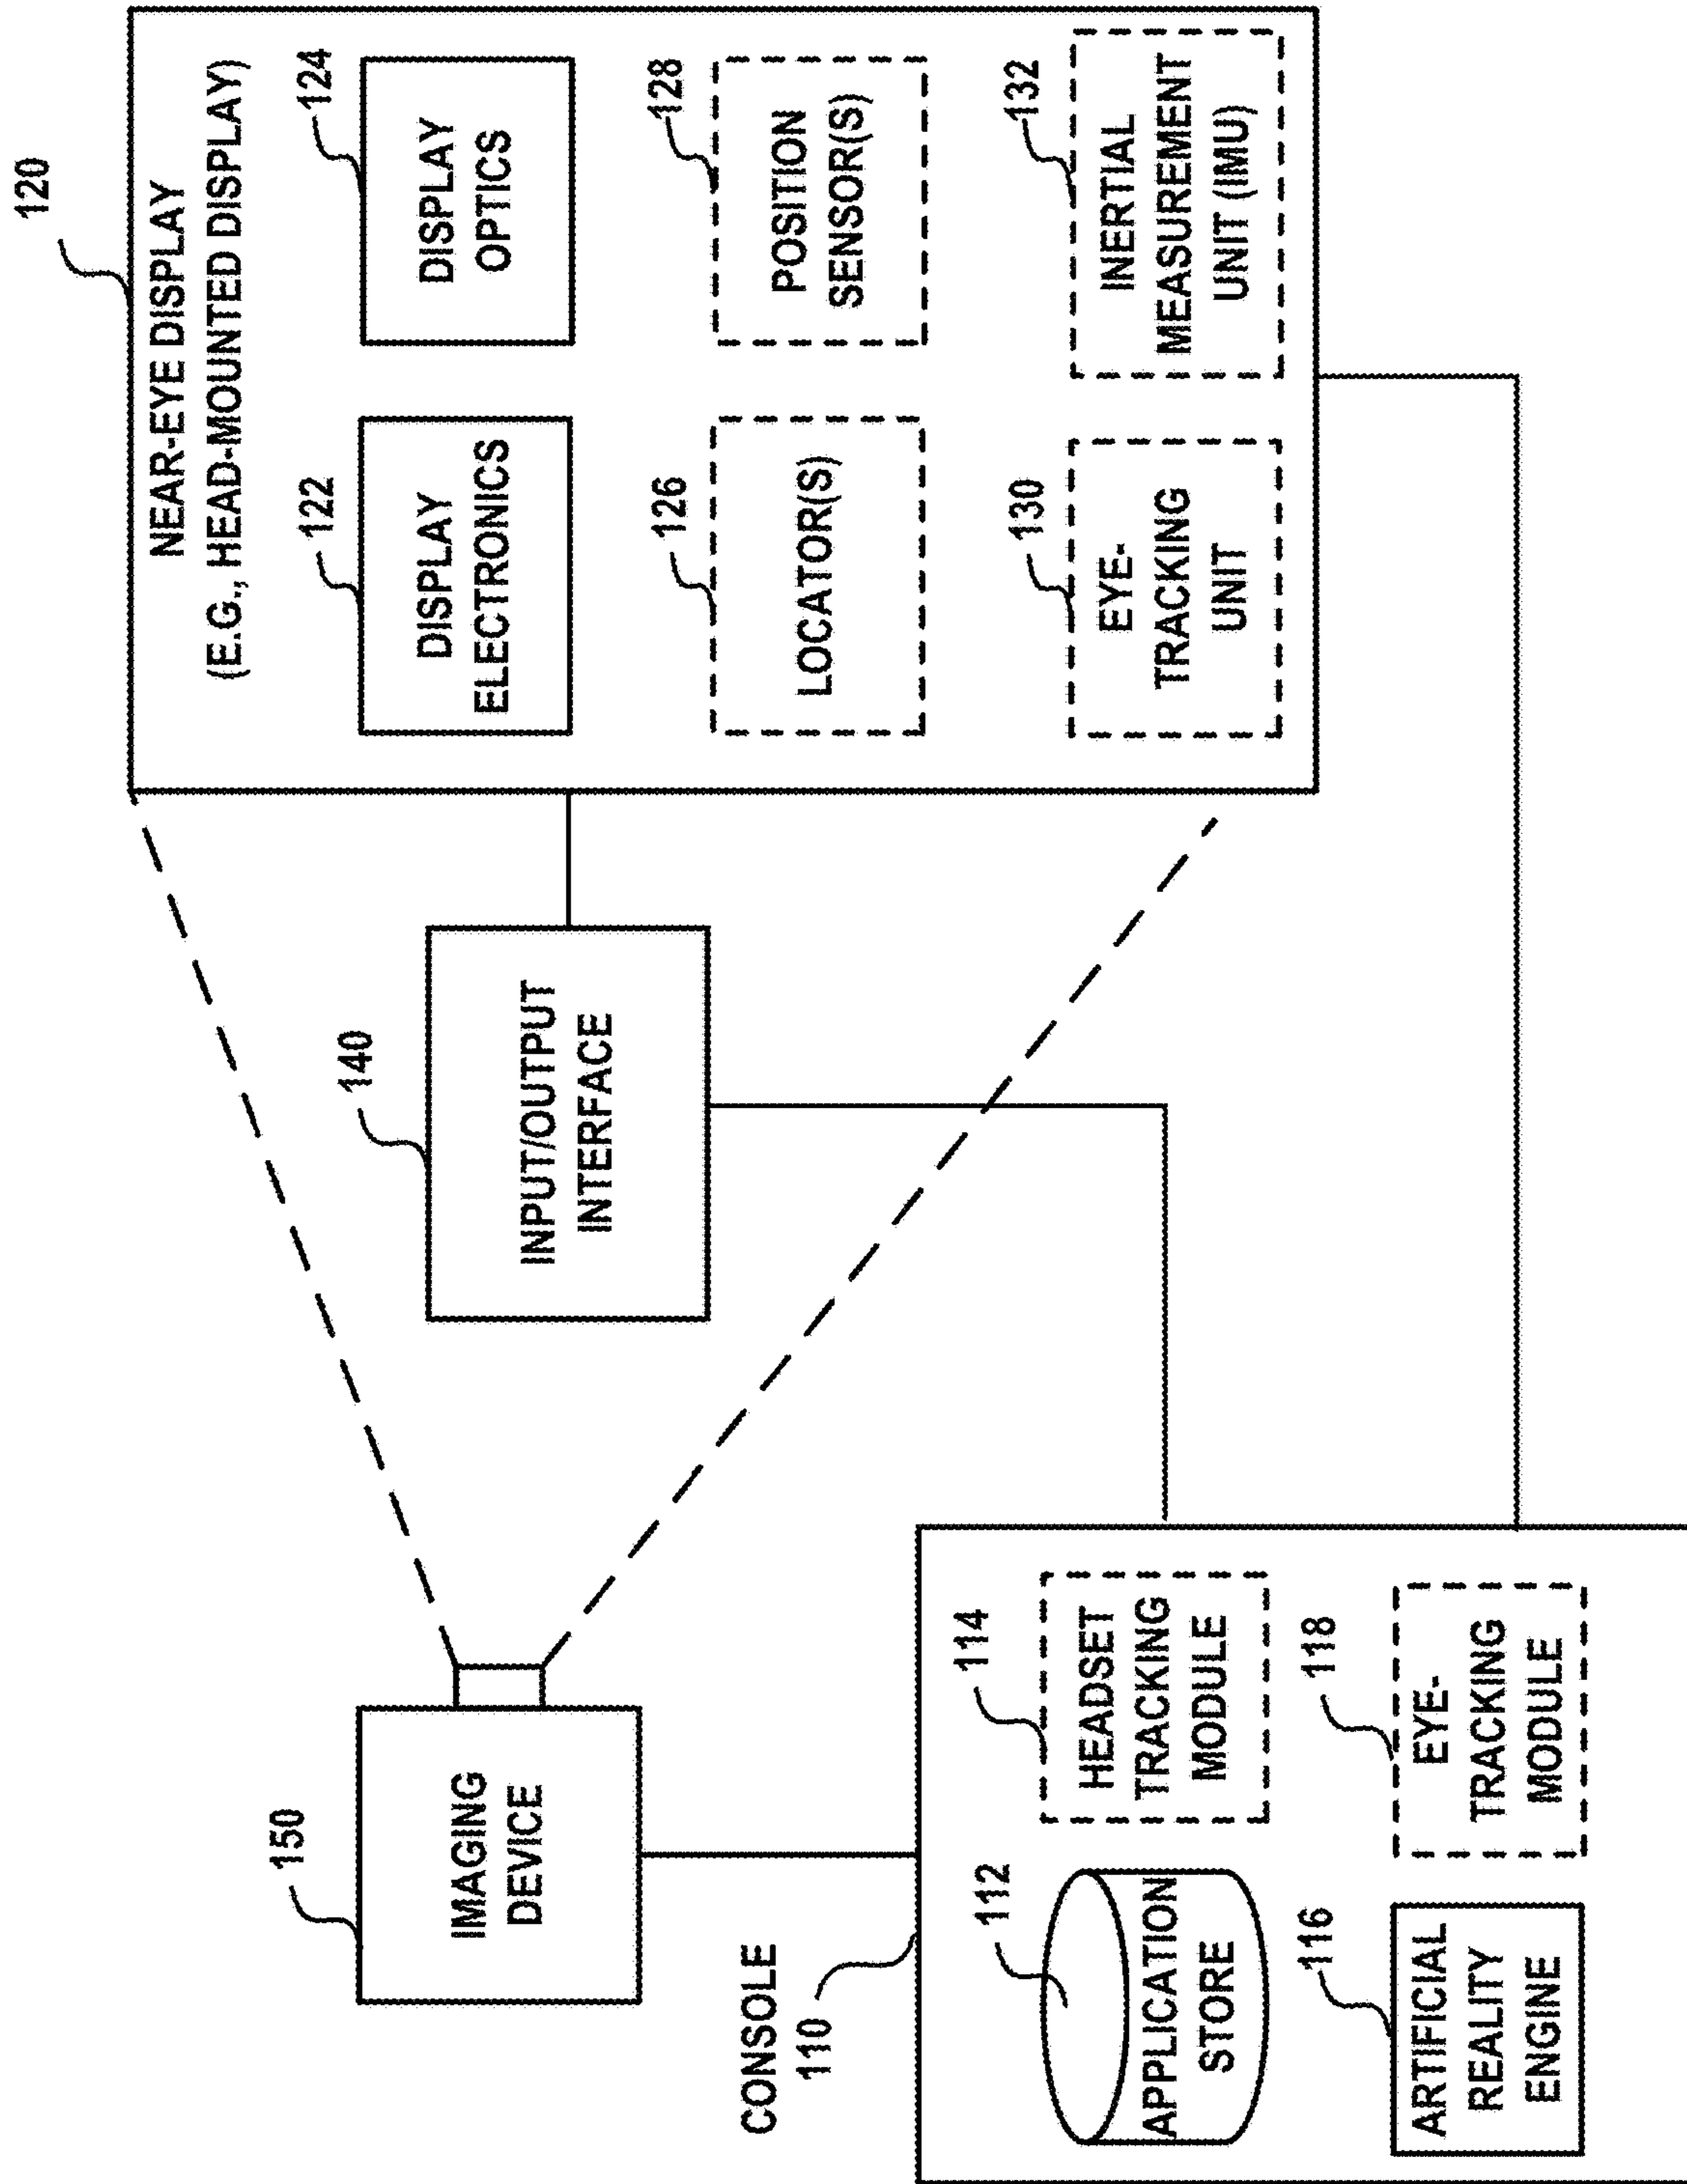 120
NEAR-EYE DISPLAY
(E.G., HEAD-MOUNTED DISPLAY)
122
DISPLAY
ELECTRONICS
124
DISPLAY
OPTICS
126
LOCATOR(S)
128
POSITION
SENSOR(S)
130
EYE-
TRACKING
UNIT
132
INERTIAL
MEASUREMENT
UNIT (IMU)
140
INPUT/OUTPUT
INTERFACE
150
IMAGING
DEVICE
CONSOLE
110
112
APPLICATION
STORE
114
HEADSET
TRACKING
MODULE
116
ARTIFICIAL
REALITY
ENGINE
118
EYE-
TRACKING
MODULE